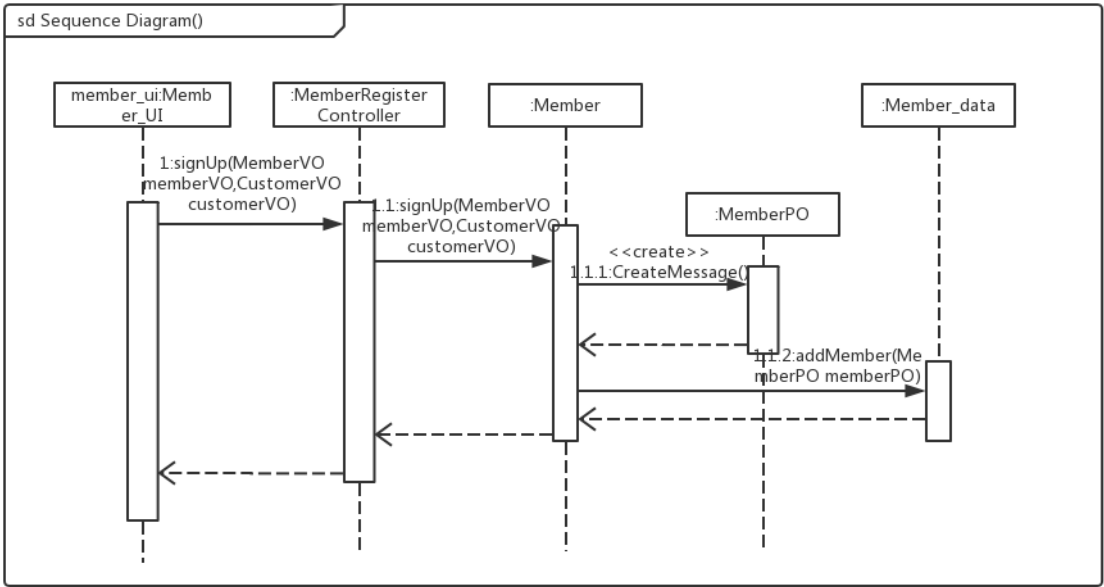 sd Sequence Diagram()
member_ui:Memb
er_UI
:MemberRegister
Controller
:Member
:Member_data
1:signUp(MemberVO
memberVO,CustomerVO
customerVO)
1.1:signUp(MemberVO
memberVO,CustomerVO
customerVO)
:MemberPO
<<create>>
1.1.1:CreateMessage()
1.1.2:addMember(Me
mberPO memberPO)